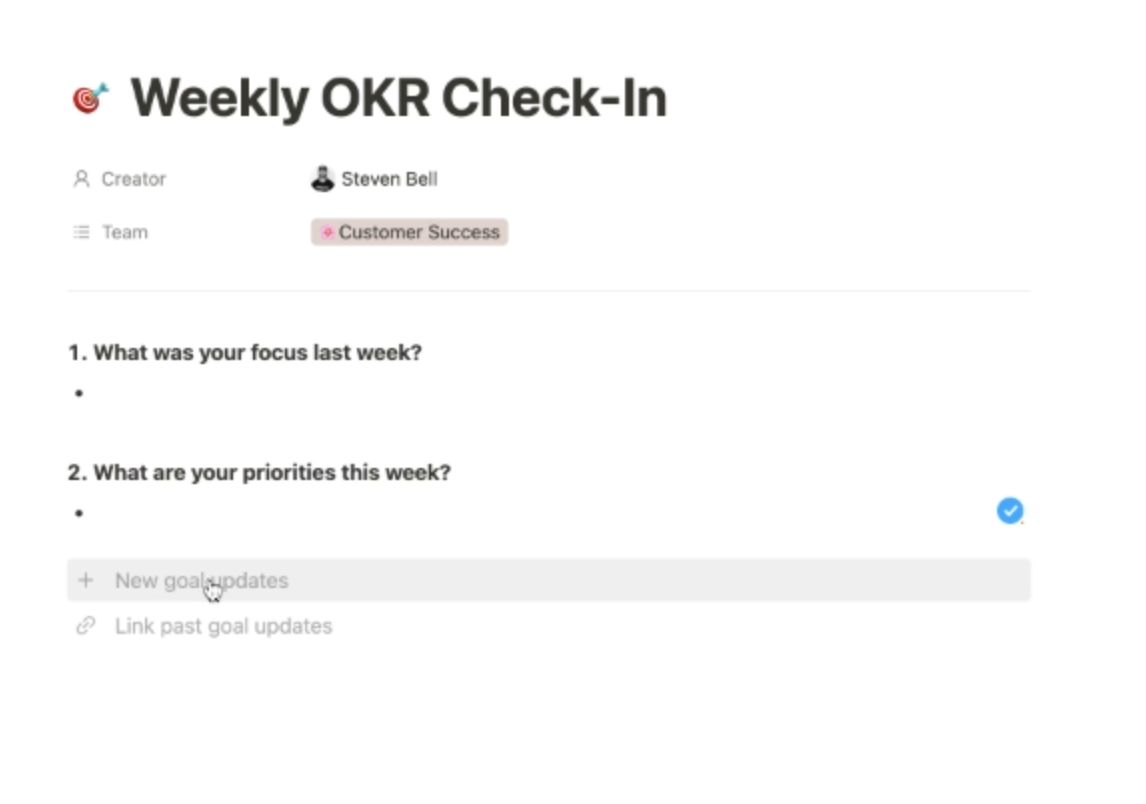 Weekly OKR Check-In
Creator Steven Bell
Team Customer Success
1. What was your focus last week?
•
2. What are your priorities this week?
•
+ New goal updates
Link past goal updates